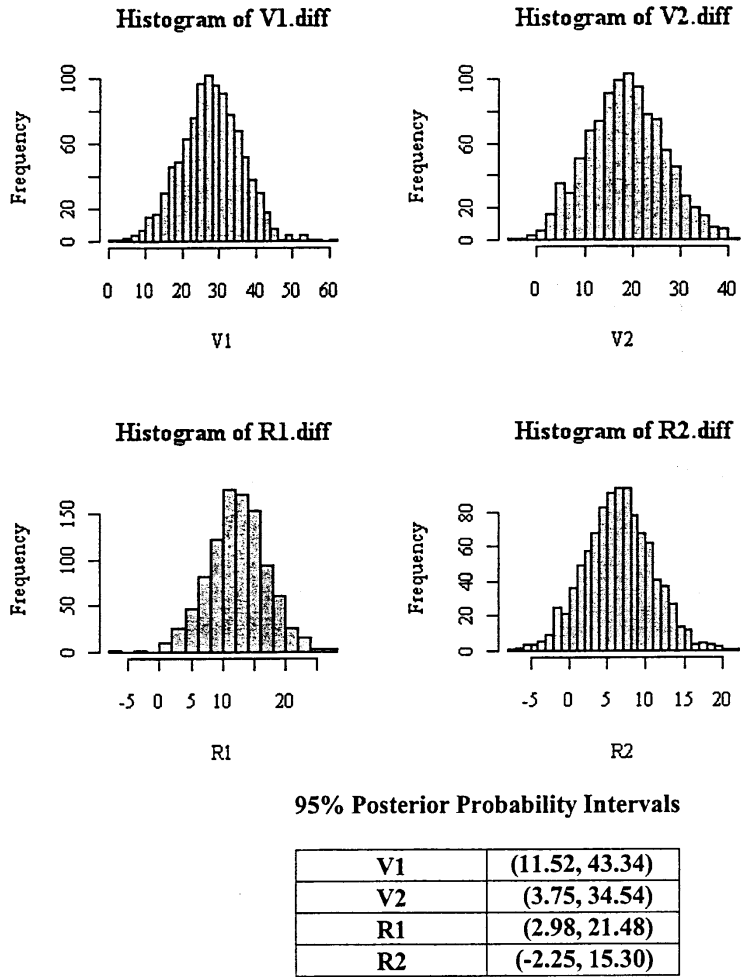 Histogram of V1.diff
Frequency
0 20 60 100
0 10 20 30 40 50 60
V1
Histogram of V2.diff
Frequency
0 20 60 100
0 10 20 30 40
V2
Histogram of R1.diff
Frequency
0 50 100 150
-5 0 5 10 20
R1
Histogram of R2.diff
Frequency
0 20 40 60 80
-5 0 5 10 15 20
R2
95% Posterior Probability Intervals
V1 (11.52, 43.34)
V2 (3.75, 34.54)
R1 (2.98, 21.48)
R2 (-2.25, 15.30)